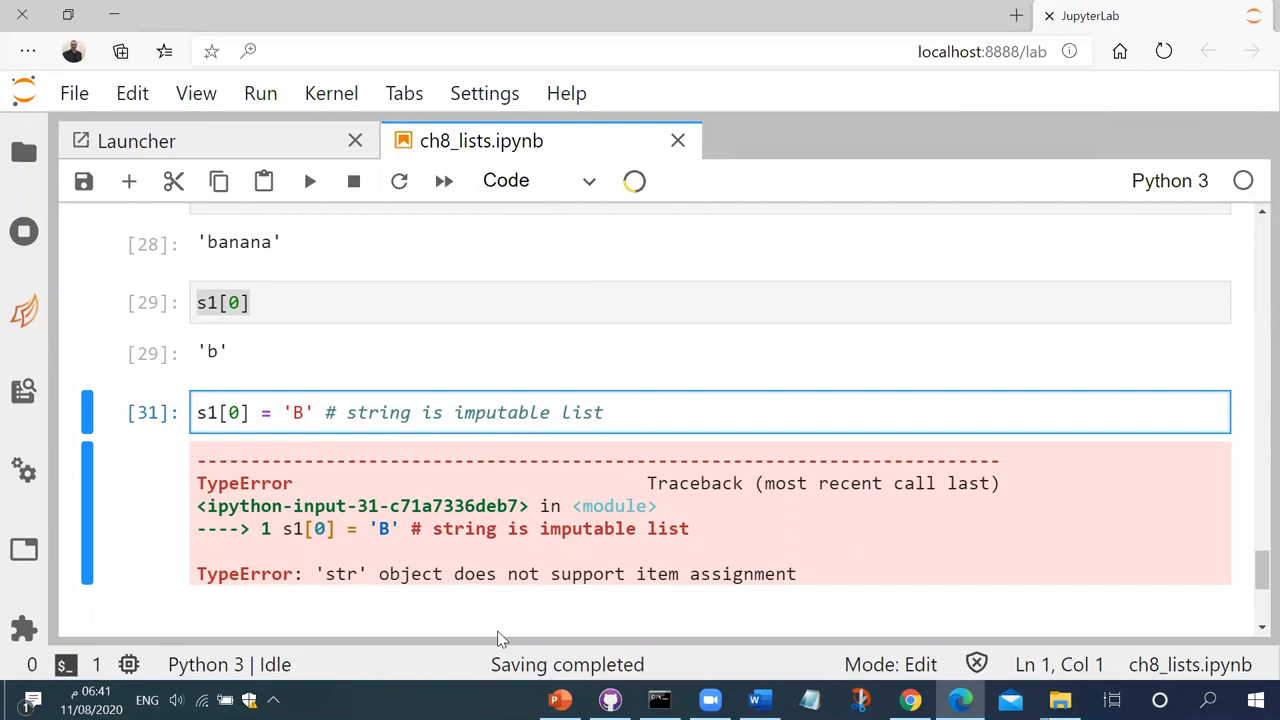 JupyterLab
localhost:8888/lab
File Edit View Run Kernel Tabs Settings Help
Launcher
ch8_lists.ipynb
Code
Python 3
[28]: 'banana'
[29]: s1[0]
[29]: 'b'
[31]: s1[0] = 'B' # string is imputable list
---------------------------------------------------------------------------
TypeError Traceback (most recent call last)
<ipython-input-31-c71a7336deb7> in <module>
----> 1 s1[0] = 'B' # string is imputable list
TypeError: 'str' object does not support item assignment
0 1 Python 3 | Idle Saving completed Mode: Edit Ln 1, Col 1 ch8_lists.ipynb
06:41 م
ENG
11/08/2020
1